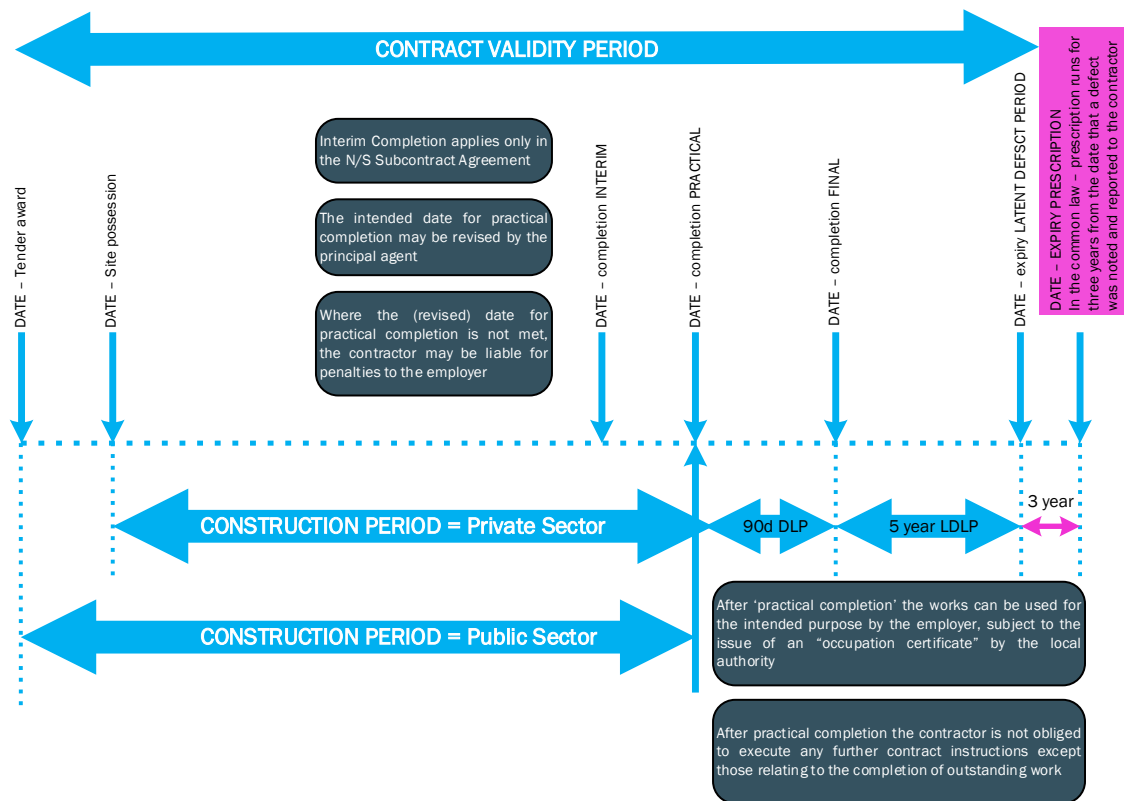 CONTRACT VALIDITY PERIOD
DATE – Tender award
DATE – Site possession
Interim Completion applies only in
the N/S Subcontract Agreement
The intended date for practical
completion may be revised by the
principal agent
Where the (revised) date for
practical completion is not met,
the contractor may be liable for
penalties to the employer
DATE – completion INTERIM
DATE – completion PRACTICAL
DATE – completion FINAL
DATE – expiry LATENT DEFSCT PERIOD
DATE – EXPIRY PRESCRIPTION
In the common law – prescription runs for
three years from the date that a defect
was noted and reported to the contractor
CONSTRUCTION PERIOD = Private Sector
90d DLP
5 year LDLP
3 year
CONSTRUCTION PERIOD = Public Sector
After ‘practical completion’ the works can be used for
the intended purpose by the employer, subject to the
issue of an “occupation certificate” by the local
authority
After practical completion the contractor is not obliged
to execute any further contract instructions except
those relating to the completion of outstanding work